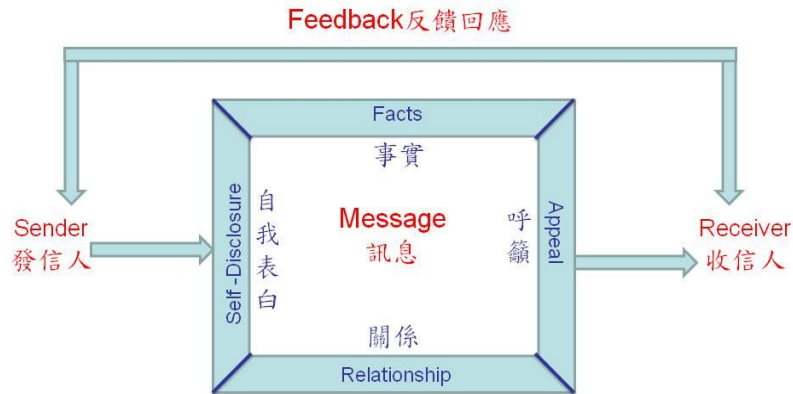 Feedback反饋回應
Facts
事實
Sender
發信人
Self -Disclosure
自我表白
Message
訊息
呼籲
Appeal
Receiver
收信人
關係
Relationship